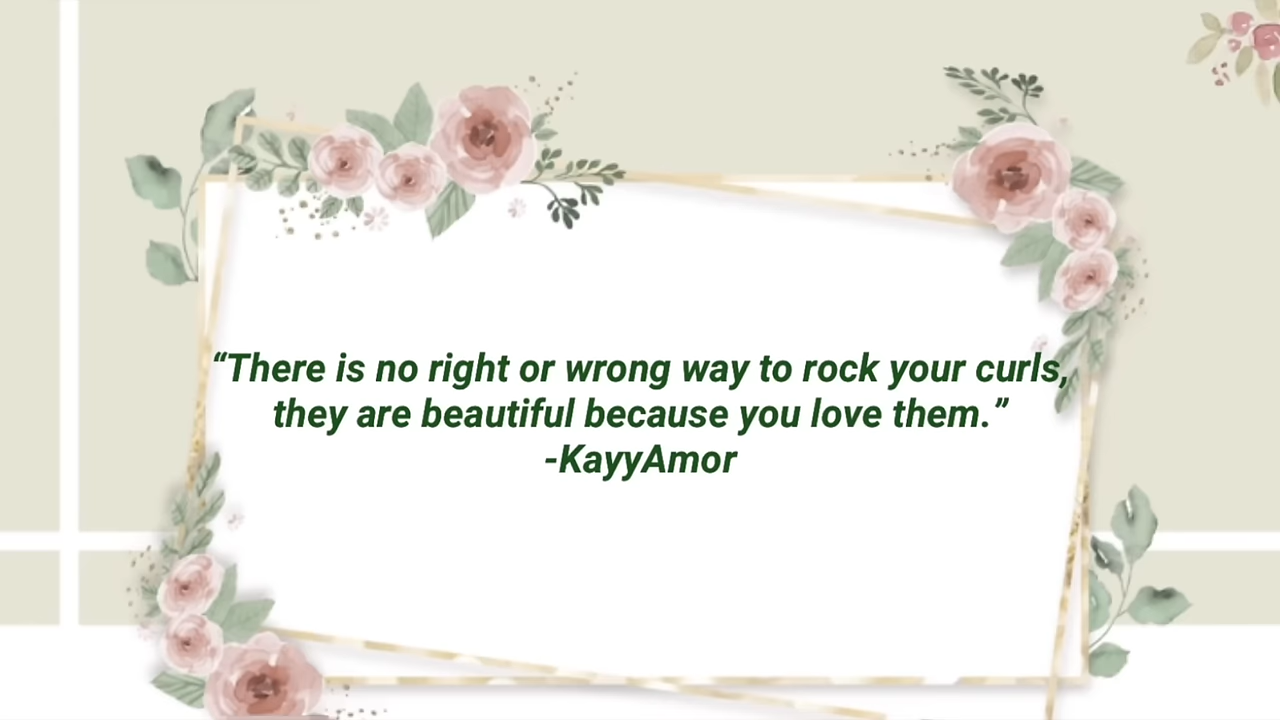 “There is no right or wrong way to rock your curls,
they are beautiful because you love them.”
-KayyAmor